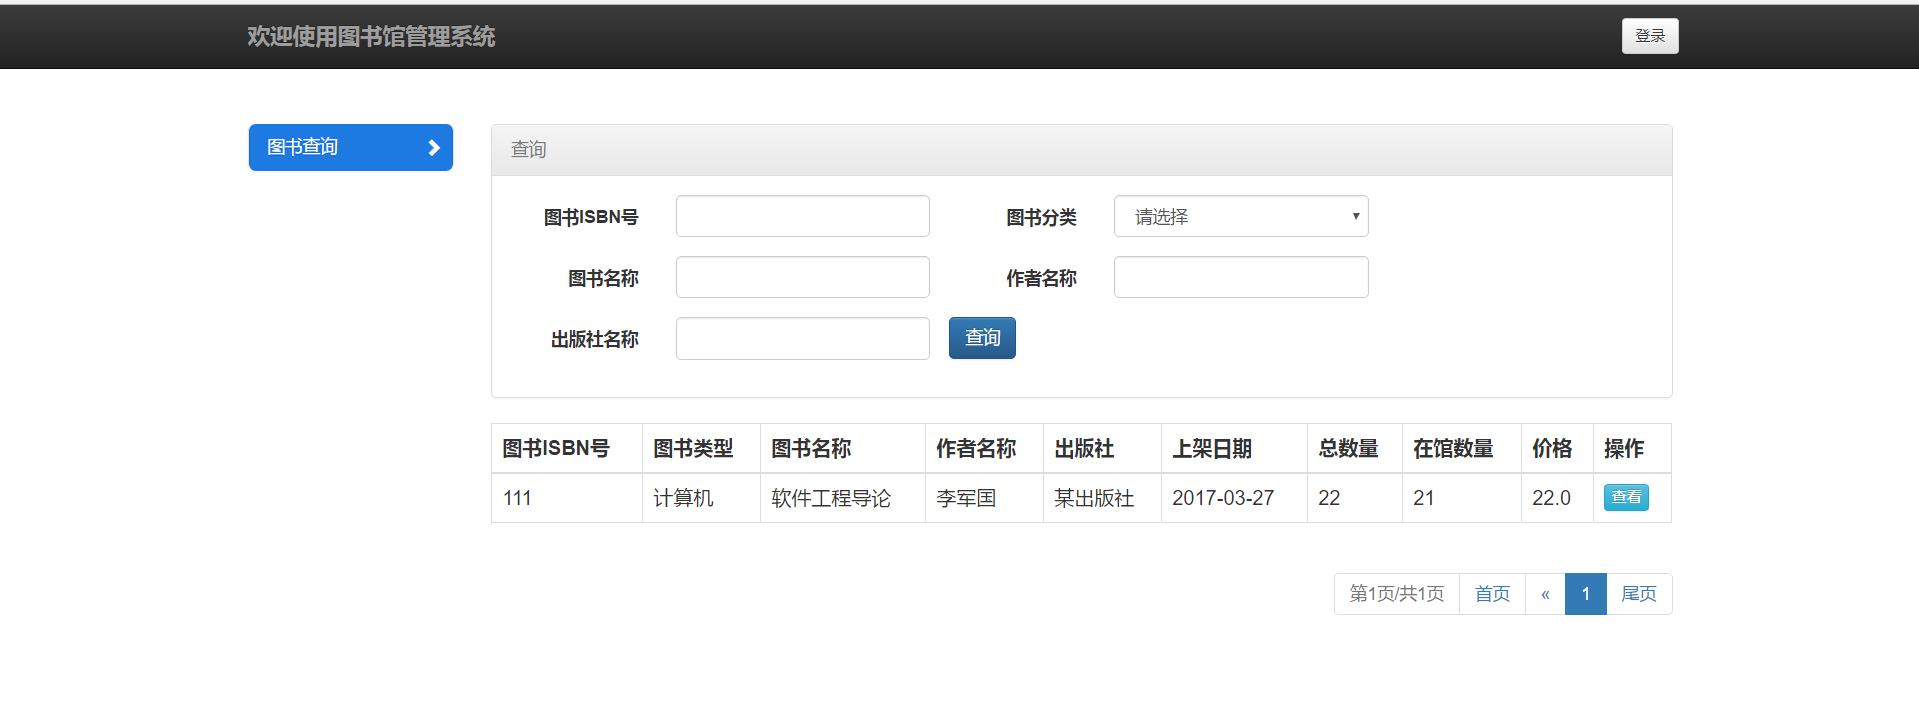 欢迎使用图书馆管理系统 登录
图书查询
查询
图书ISBN号 图书分类 请选择
图书名称 作者名称
出版社名称 查询
图书ISBN号 图书类型 图书名称 作者名称 出版社 上架日期 总数量 在馆数量 价格 操作
111 计算机 软件工程导论 李军国 某出版社 2017-03-27 22 21 22.0 查看
第1页/共1页 首页 « 1 尾页